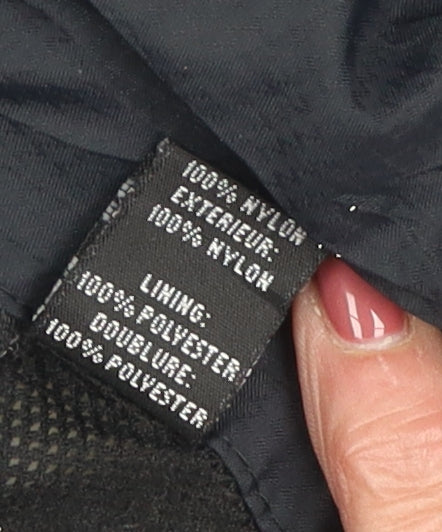 100% NYLON
EXTERIEUR:
100% NYLON
LINING:
100% POLYESTER
DOUBLURE:
100% POLYESTER